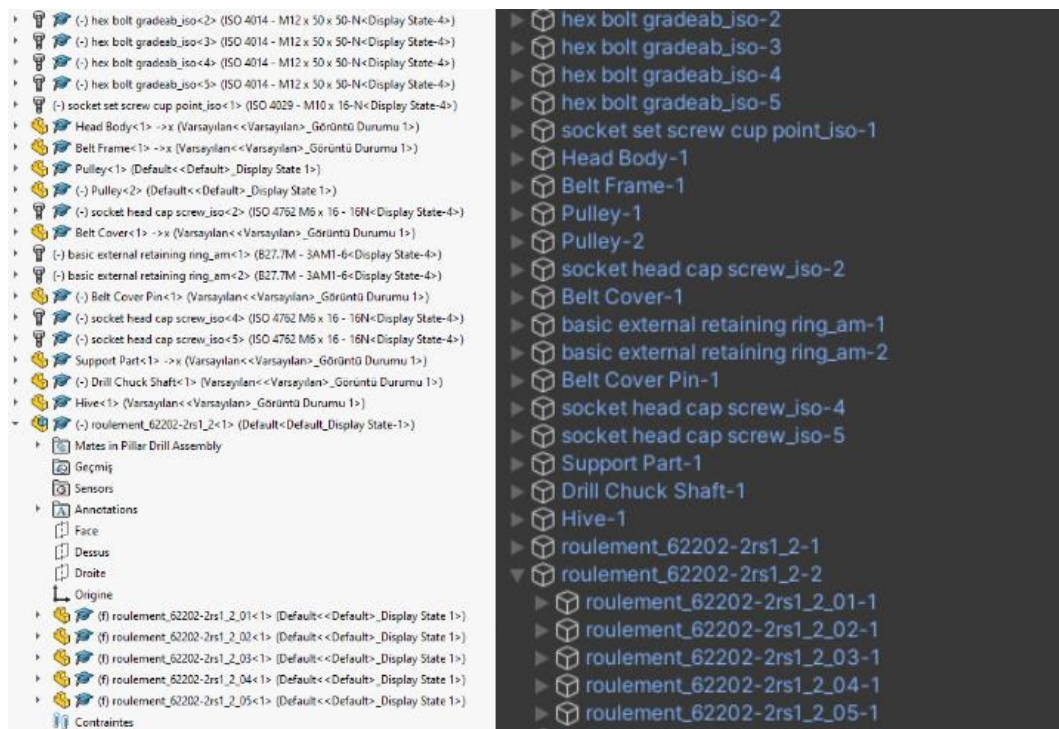 (-) hex bolt gradeab_iso<2> (ISO 4014 - M12 x 50 x 50-N<Display State-4>)
(-) hex bolt gradeab_iso<3> (ISO 4014 - M12 x 50 x 50-N<Display State-4>)
(-) hex bolt gradeab_iso<4> (ISO 4014 - M12 x 50 x 50-N<Display State-4>)
(-) hex bolt gradeab_iso<5> (ISO 4014 - M12 x 50 x 50-N<Display State-4>)
(-) socket set screw cup point_iso<1> (ISO 4029 - M10 x 16-N<Display State-4>)
Head Body<1> ->x (Varsayılan<<Varsayılan>_Görüntü Durumu 1>)
Belt Frame<1> ->x (Varsayılan<<Varsayılan>_Görüntü Durumu 1>)
Pulley<1> (Default<<Default>_Display State 1>)
(-) Pulley<2> (Default<<Default>_Display State 1>)
(-) socket head cap screw_iso<2> (ISO 4762 M6 x 16 - 16N<Display State-4>)
Belt Cover<1> ->x (Varsayılan<<Varsayılan>_Görüntü Durumu 1>)
(-) basic external retaining ring_am<1> (B27.7M - 3AM1-6<Display State-4>)
(-) basic external retaining ring_am<2> (B27.7M - 3AM1-6<Display State-4>)
(-) Belt Cover Pin<1> (Varsayılan<<Varsayılan>_Görüntü Durumu 1>)
(-) socket head cap screw_iso<4> (ISO 4762 M6 x 16 - 16N<Display State-4>)
(-) socket head cap screw_iso<5> (ISO 4762 M6 x 16 - 16N<Display State-4>)
Support Part<1> ->x (Varsayılan<<Varsayılan>_Görüntü Durumu 1>)
(-) Drill Chuck Shaft<1> (Varsayılan<<Varsayılan>_Görüntü Durumu 1>)
Hive<1> (Varsayılan<<Varsayılan>_Görüntü Durumu 1>)
(-) roulement_62202-2rs1_2<1> (Default<Default_Display State-1>)
Mates in Pillar Drill Assembly
Geçmiş
Sensors
Annotations
Face
Dessus
Droite
Origine
(f) roulement_62202-2rs1_2_01<1> (Default<<Default>_Display State 1>)
(f) roulement_62202-2rs1_2_02<1> (Default<<Default>_Display State 1>)
(f) roulement_62202-2rs1_2_03<1> (Default<<Default>_Display State 1>)
(f) roulement_62202-2rs1_2_04<1> (Default<<Default>_Display State 1>)
(f) roulement_62202-2rs1_2_05<1> (Default<<Default>_Display State 1>)
Contraintes
hex bolt gradeab_iso-2
hex bolt gradeab_iso-3
hex bolt gradeab_iso-4
hex bolt gradeab_iso-5
socket set screw cup point_iso-1
Head Body-1
Belt Frame-1
Pulley-1
Pulley-2
socket head cap screw_iso-2
Belt Cover-1
basic external retaining ring_am-1
basic external retaining ring_am-2
Belt Cover Pin-1
socket head cap screw_iso-4
socket head cap screw_iso-5
Support Part-1
Drill Chuck Shaft-1
Hive-1
roulement_62202-2rs1_2-1
roulement_62202-2rs1_2-2
roulement_62202-2rs1_2_01-1
roulement_62202-2rs1_2_02-1
roulement_62202-2rs1_2_03-1
roulement_62202-2rs1_2_04-1
roulement_62202-2rs1_2_05-1